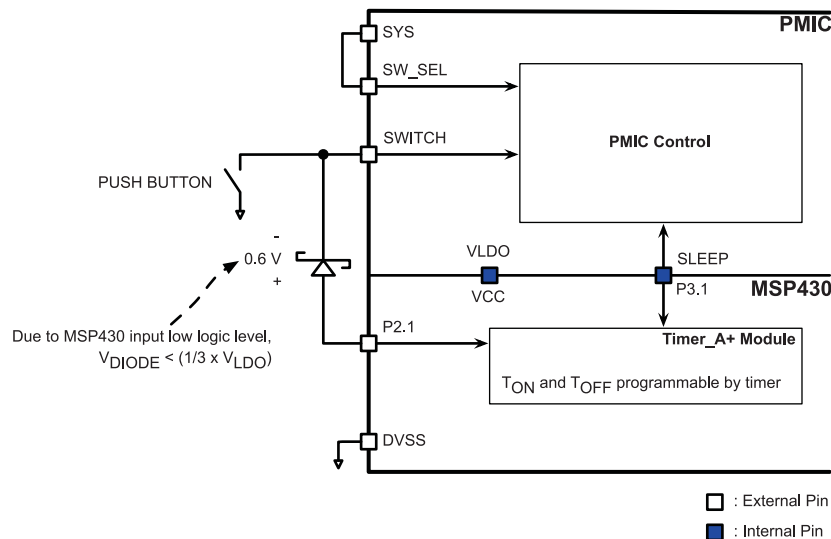 SYS
PMIC
SW_SEL
PMIC Control
SWITCH
PUSH BUTTON
-
0.6 V
+
VLDO
SLEEP
VCC
P3.1
MSP430
Due to MSP430 input low logic level,
VDIODE < (1/3 x VLDO)
P2.1
Timer_A+ Module
TON and TOFF programmable by timer
DVSS
: External Pin
: Internal Pin